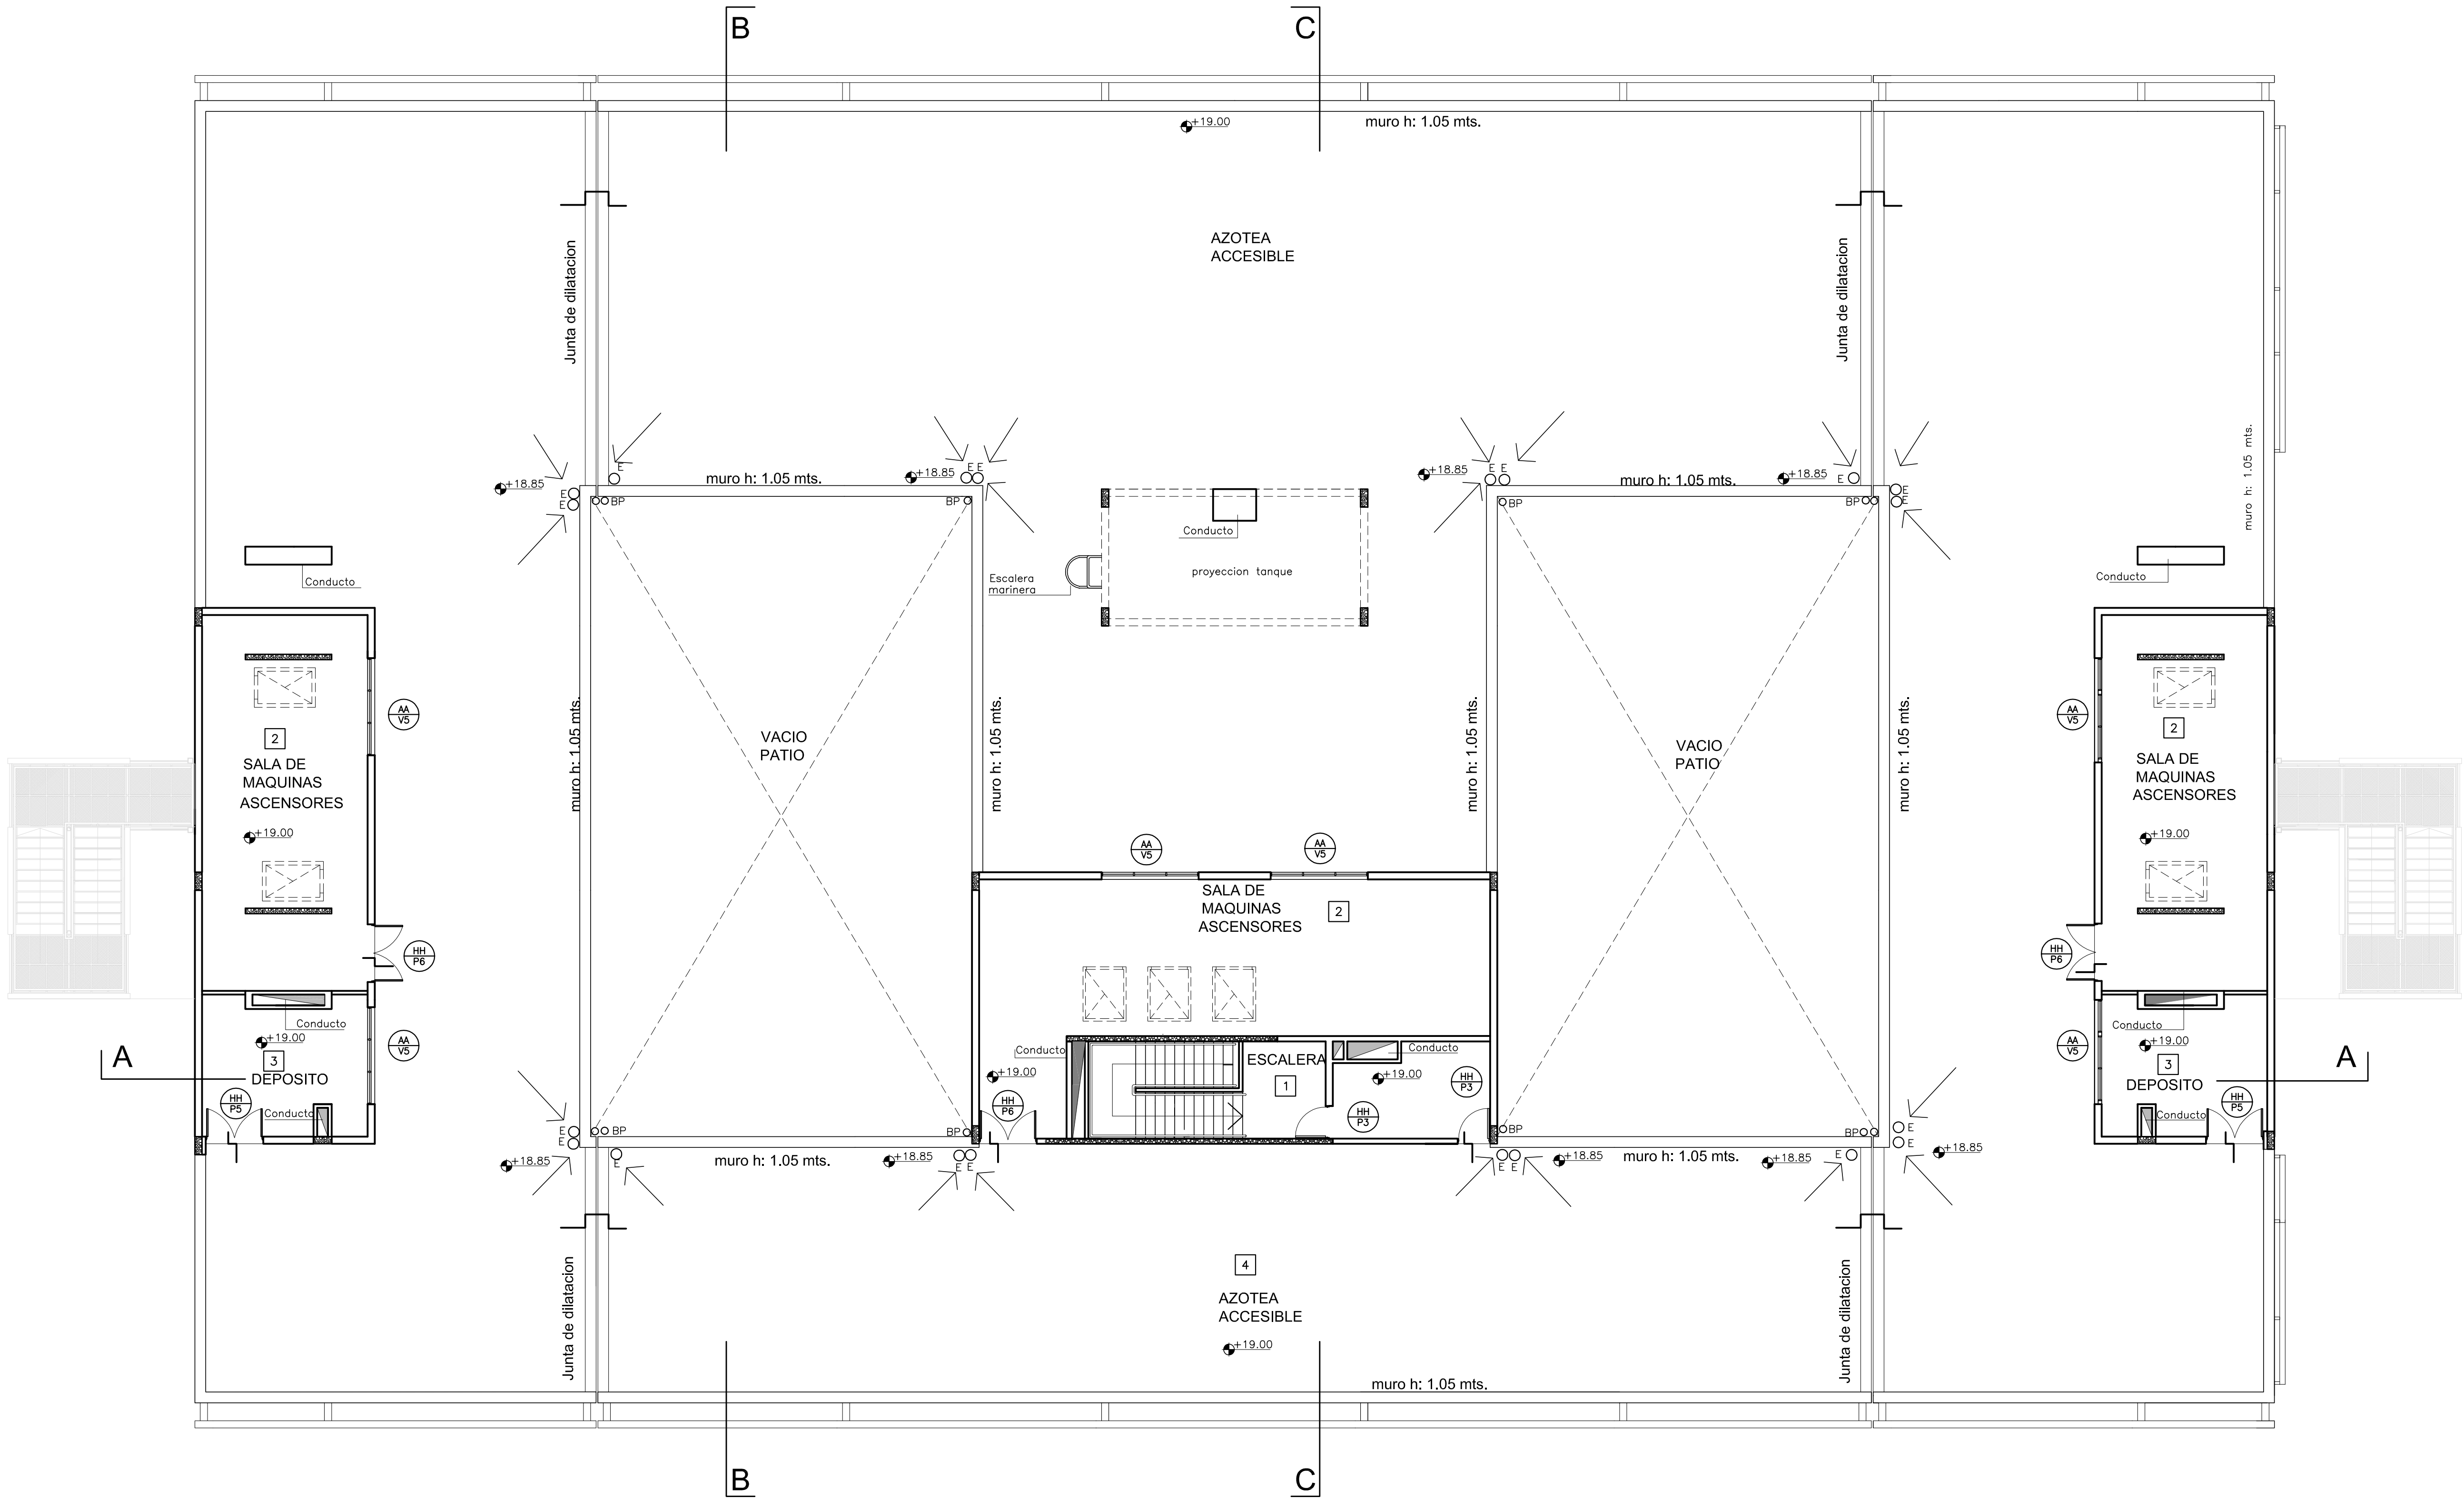 B
C
+19.00
muro h: 1.05 mts.
AZOTEA
ACCESIBLE
Junta de dilatacion
Junta de dilatacion
muro h: 1.05 mts.
E
+18.85
E
E
BP
muro h: 1.05 mts.
+18.85
E E
BP
+18.85
E E
BP
muro h: 1.05 mts.
+18.85
E
BP
E
E
Conducto
Conducto
Escalera
marinera
proyeccion tanque
Conducto
AA
V5
2
SALA DE
MAQUINAS
ASCENSORES
+19.00
muro h: 1.05 mts.
VACIO
PATIO
muro h: 1.05 mts.
muro h: 1.05 mts.
VACIO
PATIO
muro h: 1.05 mts.
AA
V5
2
SALA DE
MAQUINAS
ASCENSORES
+19.00
AA
V5
AA
V5
SALA DE
MAQUINAS
ASCENSORES
2
HH
P6
HH
P6
Conducto
+19.00
3
DEPOSITO
AA
V5
HH
P5
Conducto
A
Conducto
+19.00
HH
P6
ESCALERA
1
Conducto
+19.00
HH
P3
HH
P3
AA
V5
Conducto
+19.00
3
DEPOSITO
Conducto
HH
P5
A
E
E
BP
+18.85
E
muro h: 1.05 mts.
+18.85
BP
E E
BP
E E
+18.85
muro h: 1.05 mts.
+18.85
BP
E
E
E
+18.85
Junta de dilatacion
4
AZOTEA
ACCESIBLE
+19.00
Junta de dilatacion
muro h: 1.05 mts.
B
C